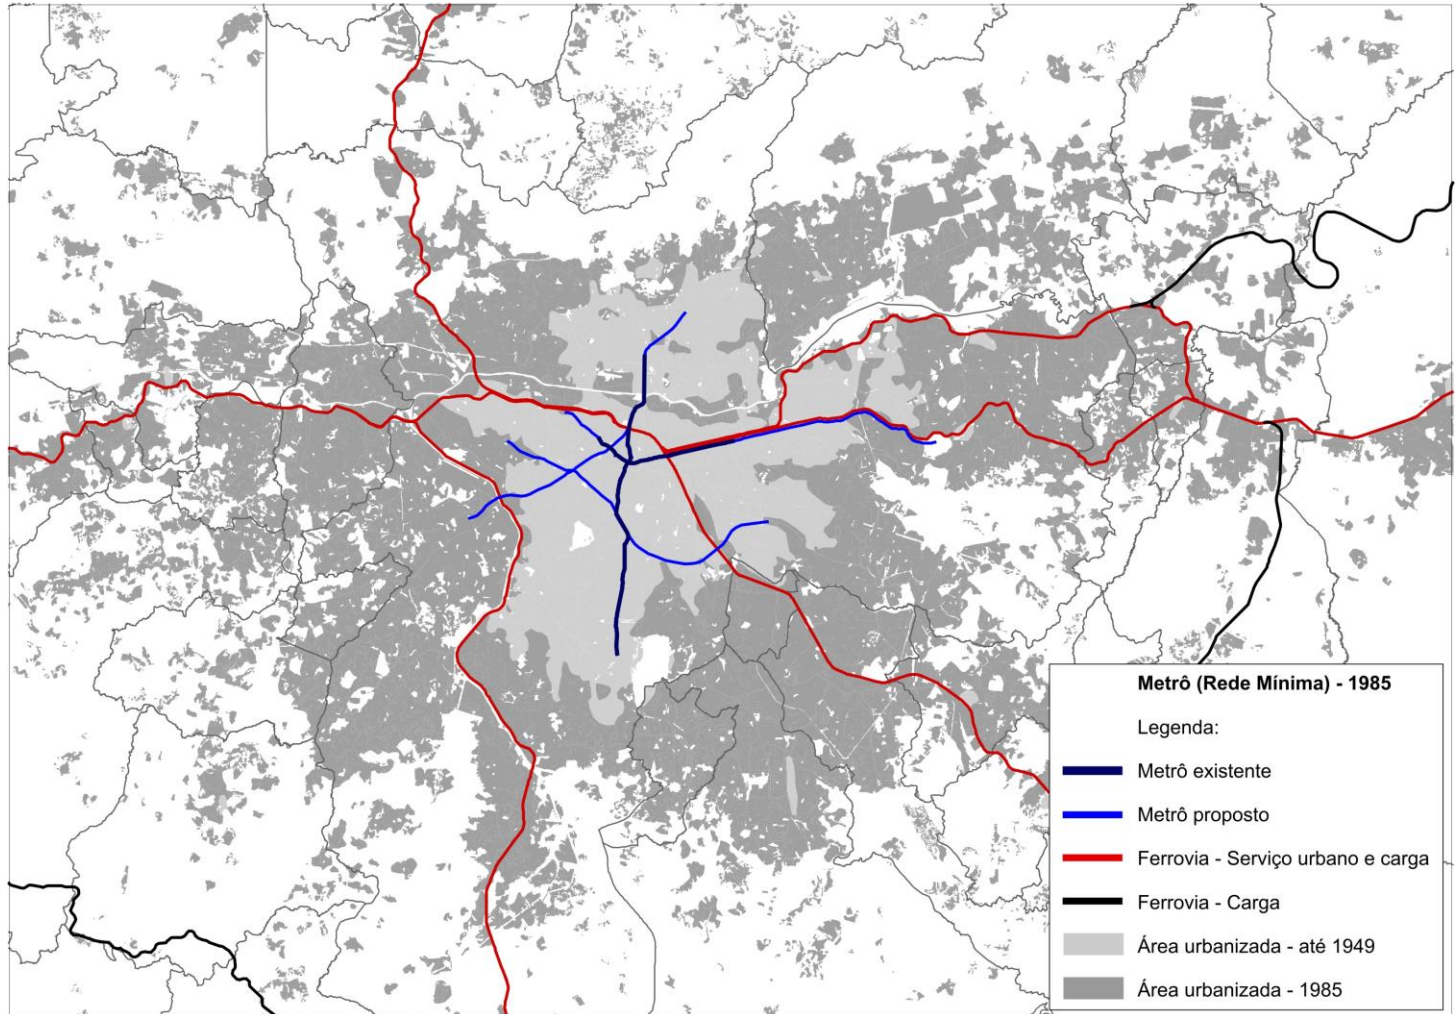 Metrô (Rede Mínima) - 1985
Legenda:
Metrô existente
Metrô proposto
Ferrovia - Serviço urbano e carga
Ferrovia - Carga
Área urbanizada - até 1949
Área urbanizada - 1985